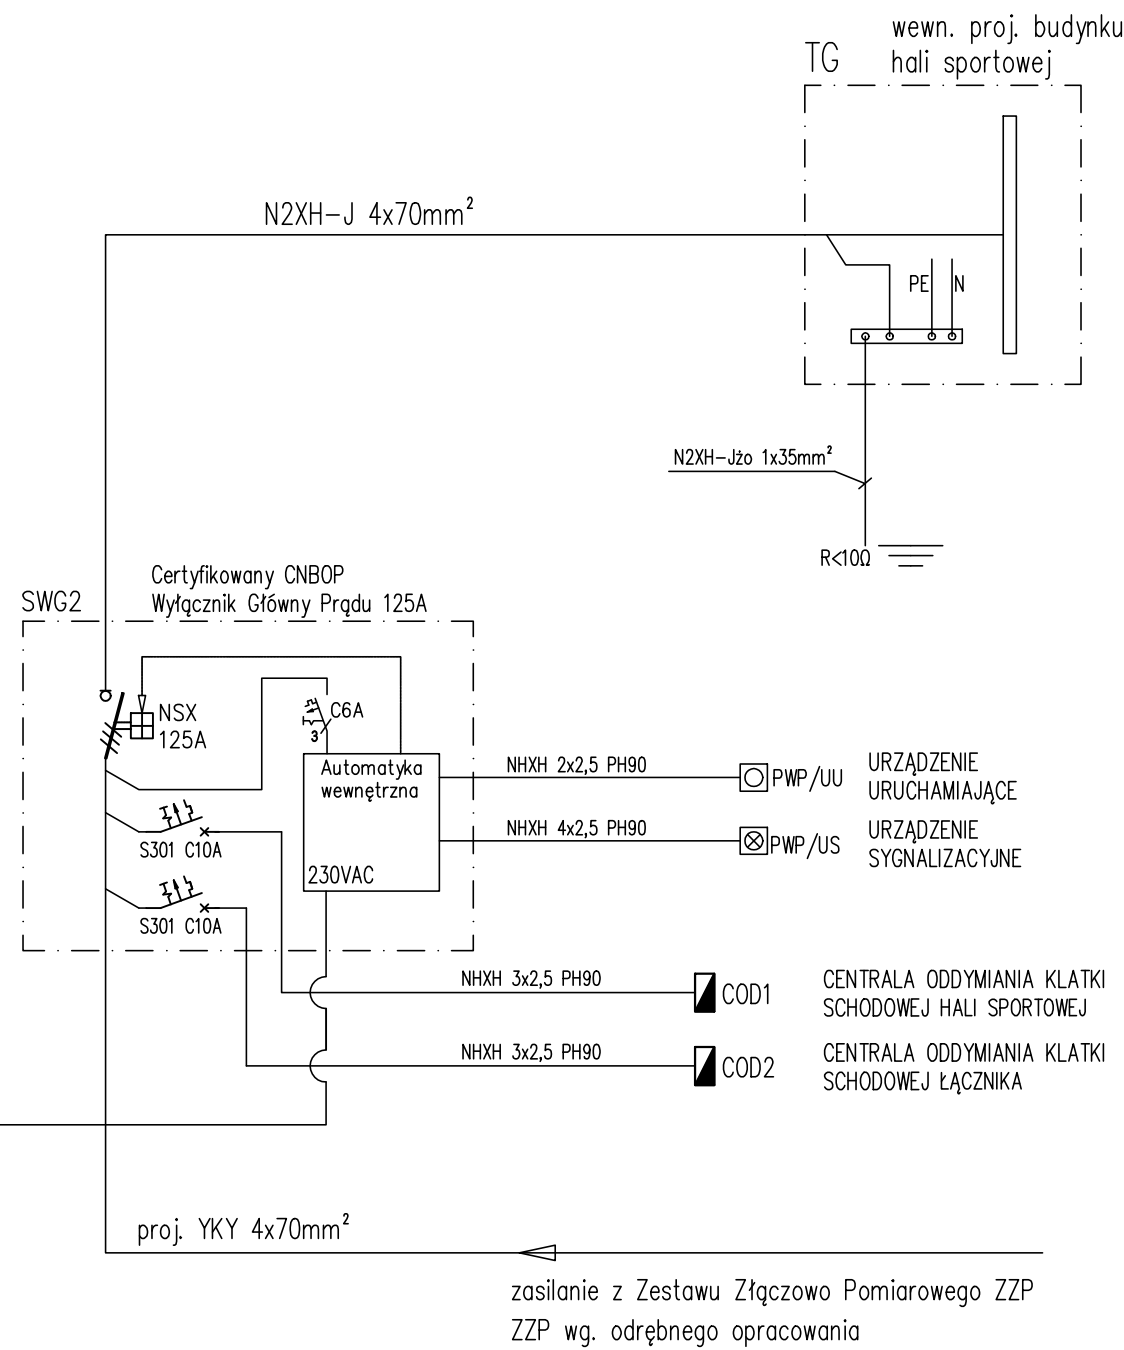 wewn. proj. budynku
hali sportowej
TG
N2XH-J 4x70mm²
PE
N
N2XH-Jżo 1x35mm²
R<10Ω
Certyfikowany CNBOP
Wyłącznik Główny Prądu 125A
SWG2
NSX
125A
C6A
3
Automatyka
wewnętrzna
230VAC
S301 C10A
S301 C10A
NHXH 2x2,5 PH90
PWP/UU
URZĄDZENIE
URUCHAMIAJĄCE
NHXH 4x2,5 PH90
PWP/US
URZĄDZENIE
SYGNALIZACYJNE
NHXH 3x2,5 PH90
COD1
CENTRALA ODDYMIANIA KLATKI
SCHODOWEJ HALI SPORTOWEJ
NHXH 3x2,5 PH90
COD2
CENTRALA ODDYMIANIA KLATKI
SCHODOWEJ ŁĄCZNIKA
proj. YKY 4x70mm²
zasilanie z Zestawu Złączowo Pomiarowego ZZP
ZZP wg. odrębnego opracowania